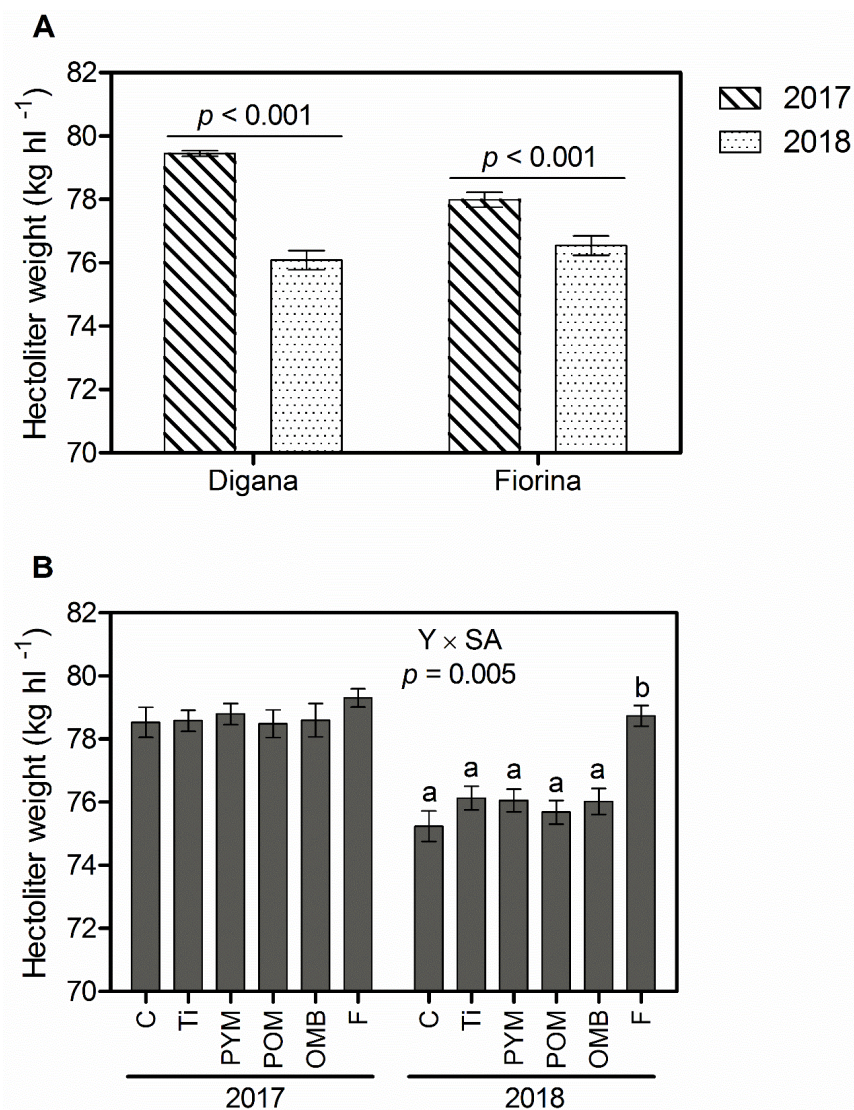 A
Hectoliter weight (kg hl ⁻¹)
82
80
78
76
74
72
70
p < 0.001
p < 0.001
2017
2018
Digana
Fiorina
B
Hectoliter weight (kg hl ⁻¹)
82
80
78
76
74
72
70
Y × SA
p = 0.005
a
a
a
a
a
b
C
Ti
PYM
POM
OMB
F
C
Ti
PYM
POM
OMB
F
2017
2018